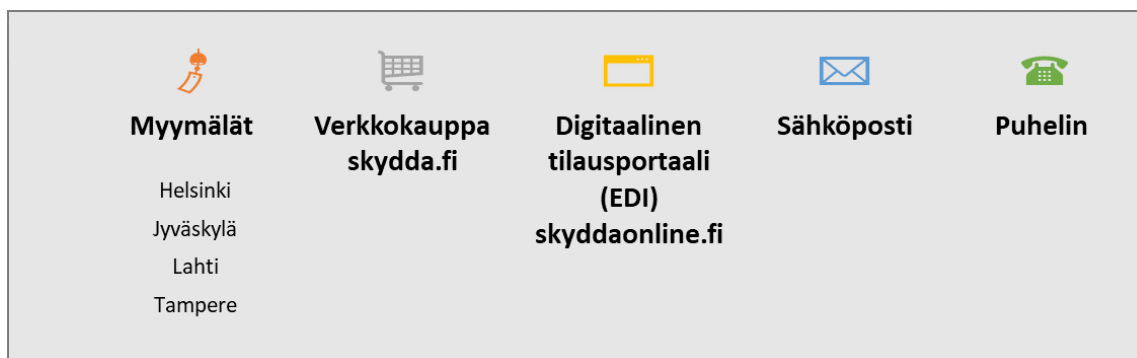 Myymälät
Helsinki
Jyväskylä
Lahti
Tampere
Verkkokauppa
skydda.fi
Digitaalinen
tilausportaali
(EDI)
skyddaonline.fi
Sähköposti
Puhelin